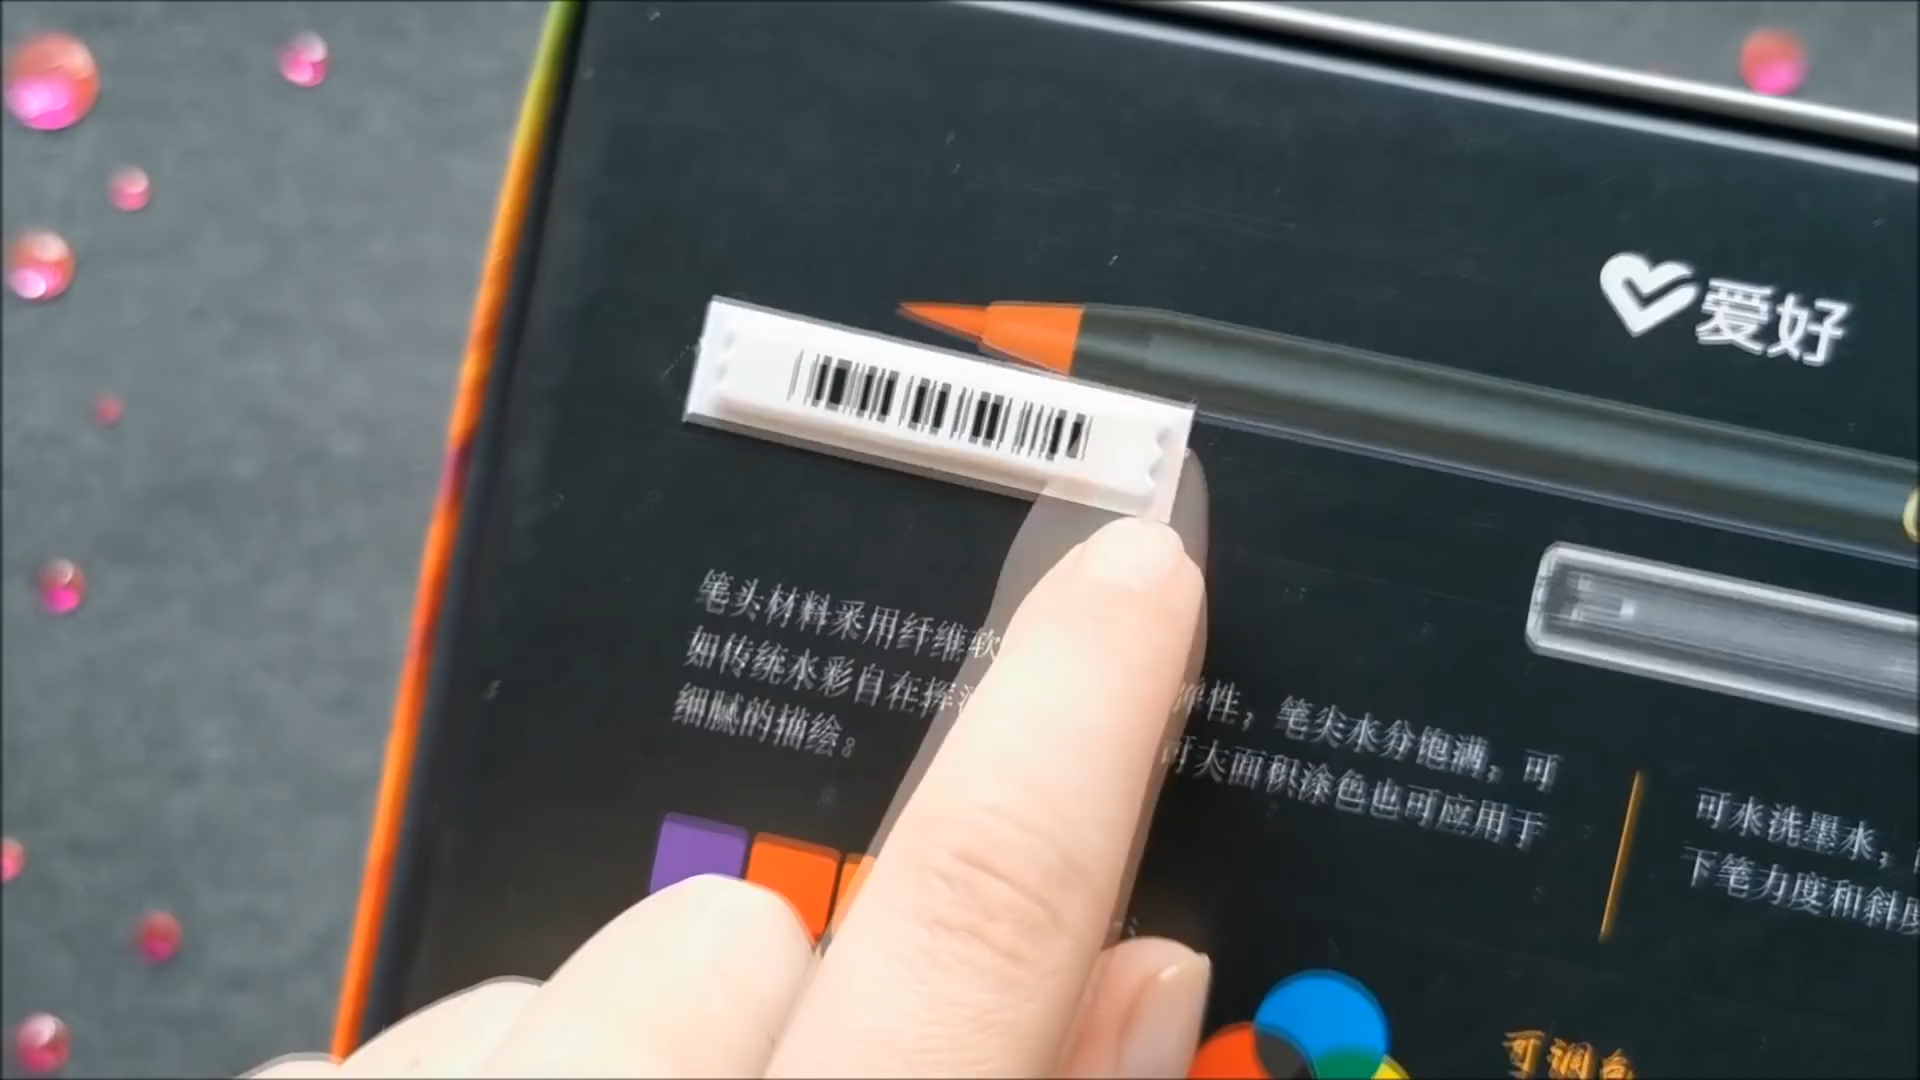 爱好
笔头材料采用纤维软
弹性，笔尖水分饱满，可
如传统水彩自在挥
可大面积涂色也可应用于
细腻的描绘。
可水洗墨水，
下笔力度和斜度
可调色